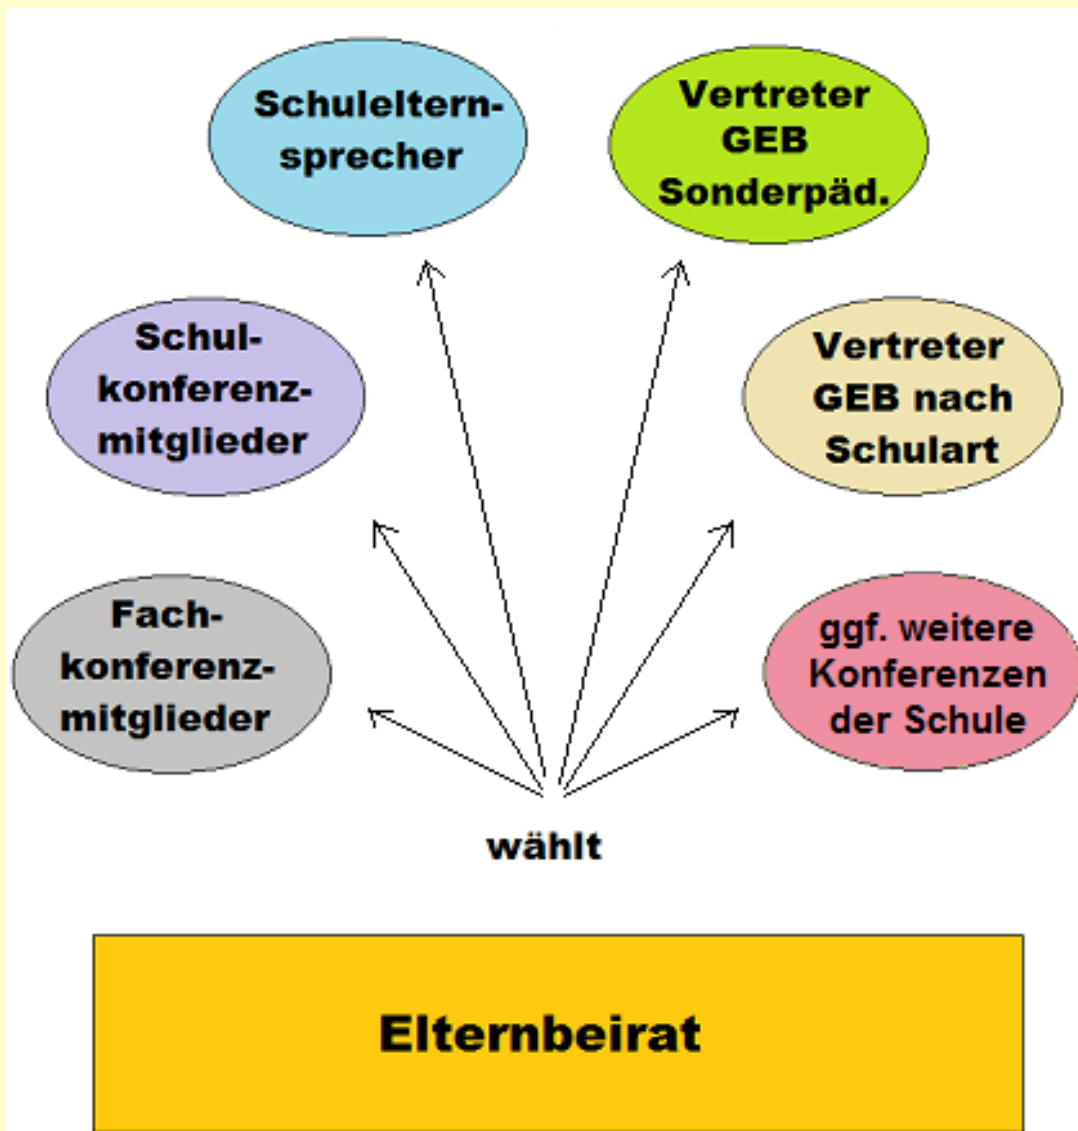 Schuleltern-
sprecher
Vertreter
GEB
Sonderpäd.
Schul-
konferenz-
mitglieder
Vertreter
GEB nach
Schulart
Fach-
konferenz-
mitglieder
ggf. weitere
Konferenzen
der Schule
wählt
Elternbeirat